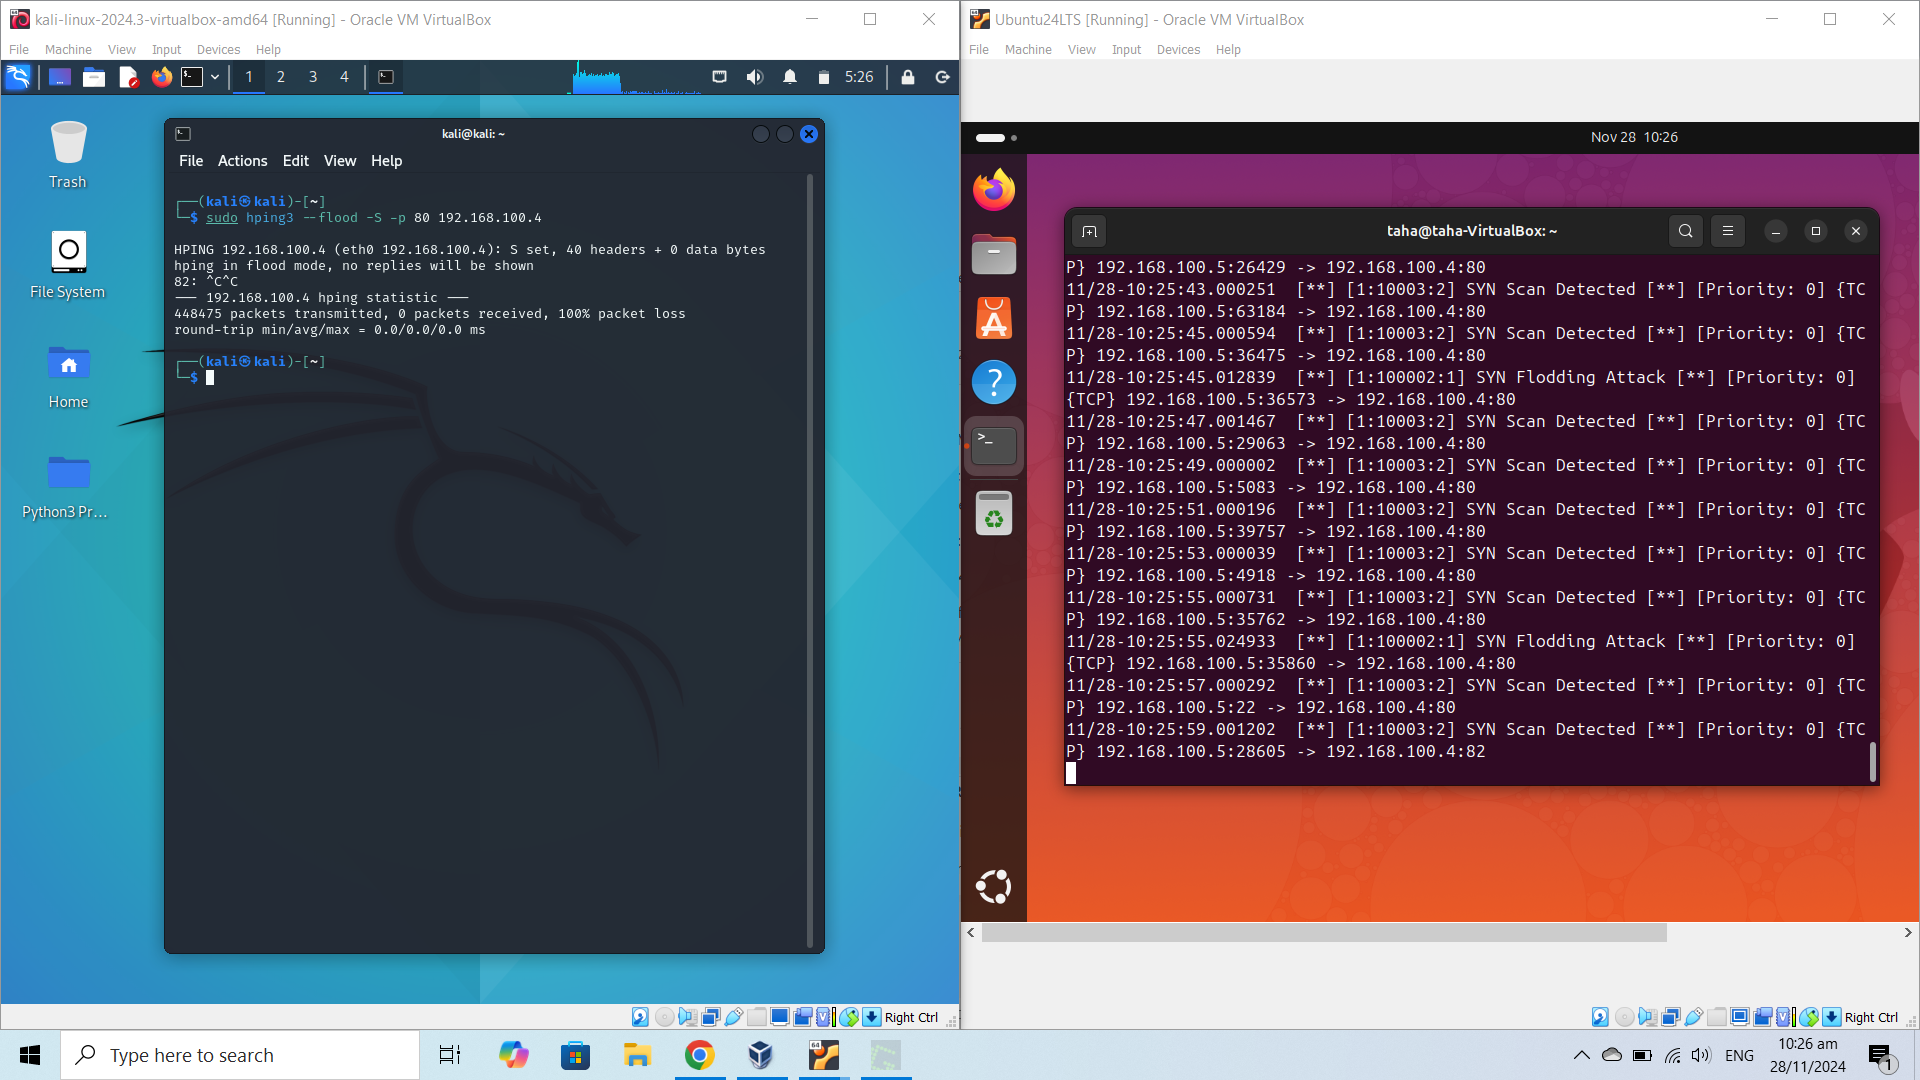 kali-linux-2024.3-virtualbox-amd64 [Running] - Oracle VM VirtualBox
File Machine View Input Devices Help
1 2 3 4
5:26
Trash
File System
Home
Python3 Pr...
kali@kali: ~
File Actions Edit View Help
┌──(kali㉿kali)-[~]
└─$ sudo hping3 --flood -S -p 80 192.168.100.4
HPING 192.168.100.4 (eth0 192.168.100.4): S set, 40 headers + 0 data bytes
hping in flood mode, no replies will be shown
82: ^C^C
--- 192.168.100.4 hping statistic ---
448475 packets transmitted, 0 packets received, 100% packet loss
round-trip min/avg/max = 0.0/0.0/0.0 ms
┌──(kali㉿kali)-[~]
└─$
Right Ctrl
Ubuntu24LTS [Running] - Oracle VM VirtualBox
File Machine View Input Devices Help
Nov 28 10:26
taha@taha-VirtualBox: ~
P} 192.168.100.5:26429 -> 192.168.100.4:80
11/28-10:25:43.000251 [**] [1:10003:2] SYN Scan Detected [**] [Priority: 0] {TC
P} 192.168.100.5:63184 -> 192.168.100.4:80
11/28-10:25:45.000594 [**] [1:10003:2] SYN Scan Detected [**] [Priority: 0] {TC
P} 192.168.100.5:36475 -> 192.168.100.4:80
11/28-10:25:45.012839 [**] [1:100002:1] SYN Flodding Attack [**] [Priority: 0]
{TCP} 192.168.100.5:36573 -> 192.168.100.4:80
11/28-10:25:47.001467 [**] [1:10003:2] SYN Scan Detected [**] [Priority: 0] {TC
P} 192.168.100.5:29063 -> 192.168.100.4:80
11/28-10:25:49.000002 [**] [1:10003:2] SYN Scan Detected [**] [Priority: 0] {TC
P} 192.168.100.5:5083 -> 192.168.100.4:80
11/28-10:25:51.000196 [**] [1:10003:2] SYN Scan Detected [**] [Priority: 0] {TC
P} 192.168.100.5:39757 -> 192.168.100.4:80
11/28-10:25:53.000039 [**] [1:10003:2] SYN Scan Detected [**] [Priority: 0] {TC
P} 192.168.100.5:4918 -> 192.168.100.4:80
11/28-10:25:55.000731 [**] [1:10003:2] SYN Scan Detected [**] [Priority: 0] {TC
P} 192.168.100.5:35762 -> 192.168.100.4:80
11/28-10:25:55.024933 [**] [1:100002:1] SYN Flodding Attack [**] [Priority: 0]
{TCP} 192.168.100.5:35860 -> 192.168.100.4:80
11/28-10:25:57.000292 [**] [1:10003:2] SYN Scan Detected [**] [Priority: 0] {TC
P} 192.168.100.5:22 -> 192.168.100.4:80
11/28-10:25:59.001202 [**] [1:10003:2] SYN Scan Detected [**] [Priority: 0] {TC
P} 192.168.100.5:28605 -> 192.168.100.4:82
Right Ctrl
Type here to search
ENG
10:26 am
28/11/2024
1